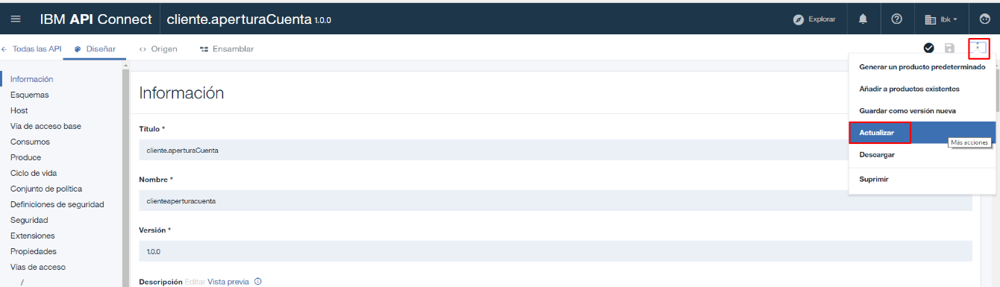 IBM API Connect
cliente.aperturaCuenta 1.0.0
Explorar
Ibk
Todas las API
Diseñar
Origen
Ensamblar
Información
Esquemas
Host
Vía de acceso base
Consumos
Produce
Ciclo de vida
Conjunto de política
Definiciones de seguridad
Seguridad
Extensiones
Propiedades
Vías de acceso
/
Información
Título *
cliente.aperturaCuenta
Nombre *
clienteaperturacuenta
Versión *
1.0.0
Descripción Editar Vista previa
Generar un producto predeterminado
Añadir a productos existentes
Guardar como versión nueva
Actualizar
Más acciones
Descargar
Suprimir